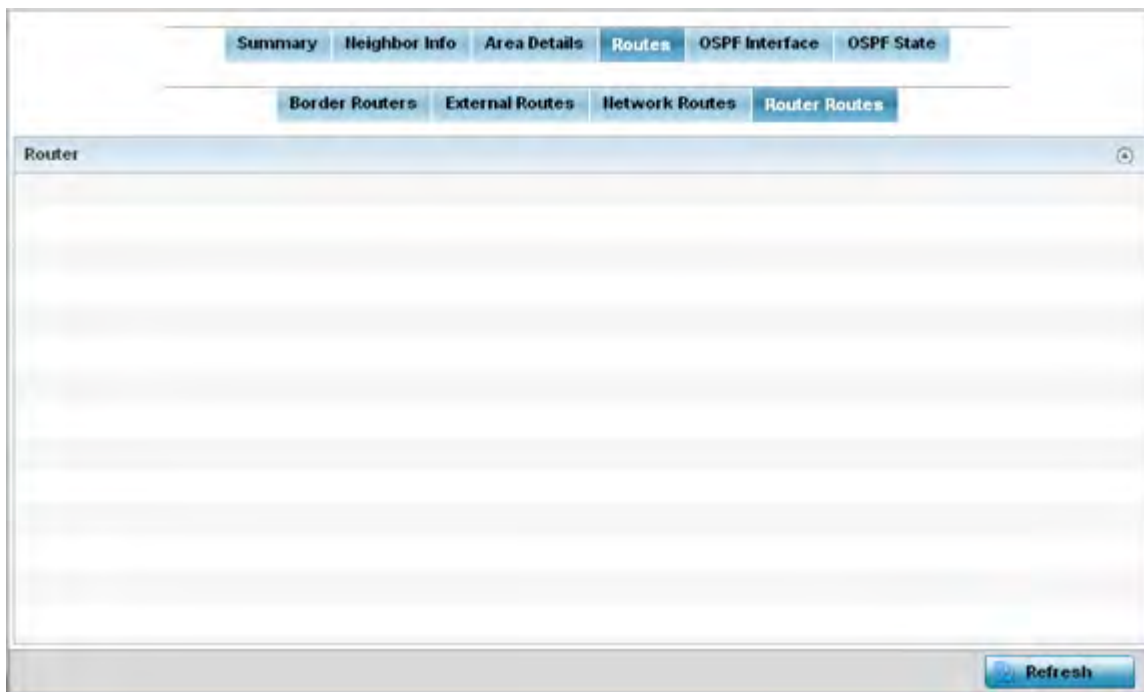 Summary Neighbor Info Area Details Routes OSPF Interface OSPF State
Border Routers External Routes Network Routes Router Routes
Router
Refresh